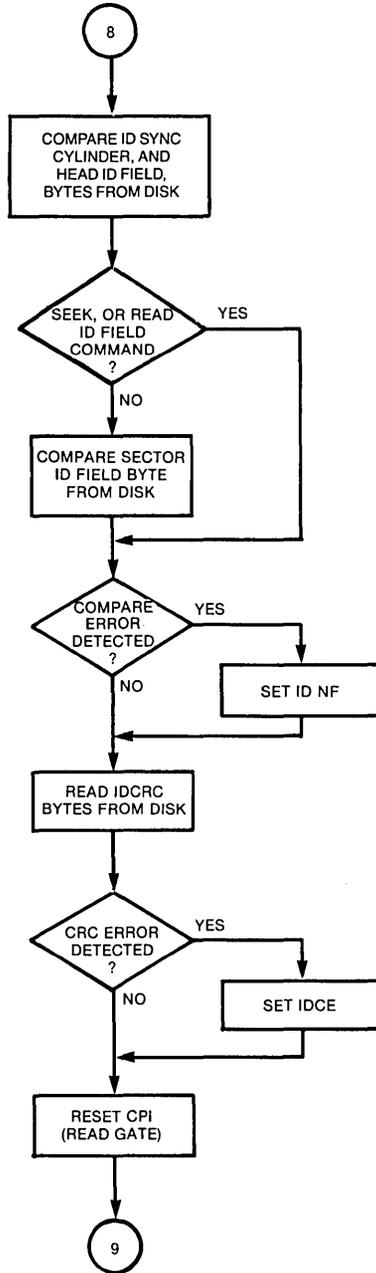 8
COMPARE ID SYNC
CYLINDER, AND
HEAD ID FIELD,
BYTES FROM DISK
SEEK, OR READ
ID FIELD
COMMAND
?
YES
NO
COMPARE SECTOR
ID FIELD BYTE
FROM DISK
COMPARE
ERROR
DETECTED
?
YES
NO
SET ID NF
READ IDCRC
BYTES FROM DISK
CRC ERROR
DETECTED
?
YES
NO
SET IDCE
RESET CPI
(READ GATE)
9